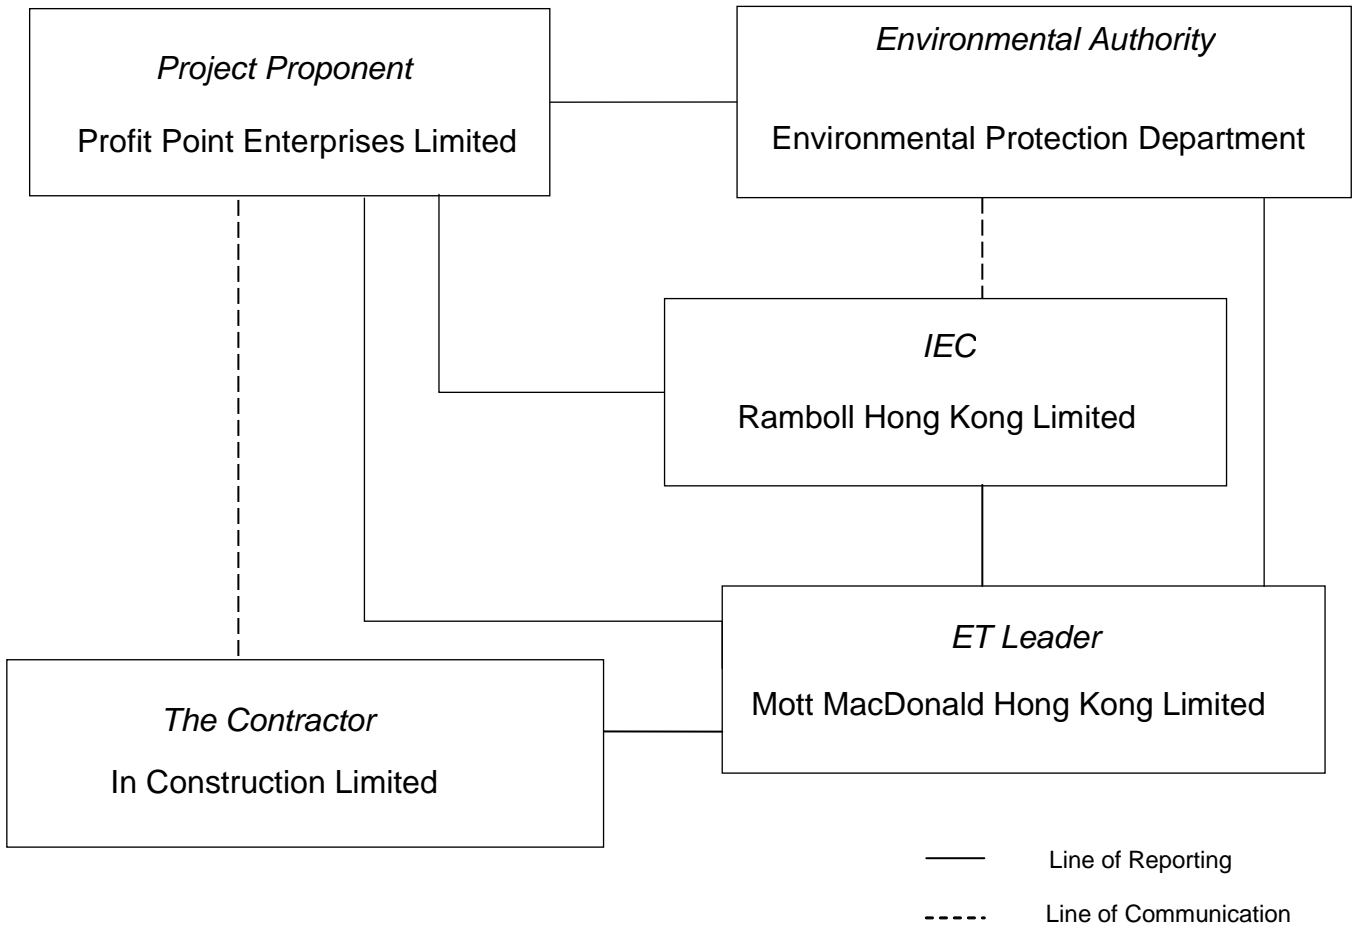 Project Proponent
Profit Point Enterprises Limited
Environmental Authority
Environmental Protection Department
IEC
Ramboll Hong Kong Limited
ET Leader
Mott MacDonald Hong Kong Limited
The Contractor
In Construction Limited
Line of Reporting
Line of Communication